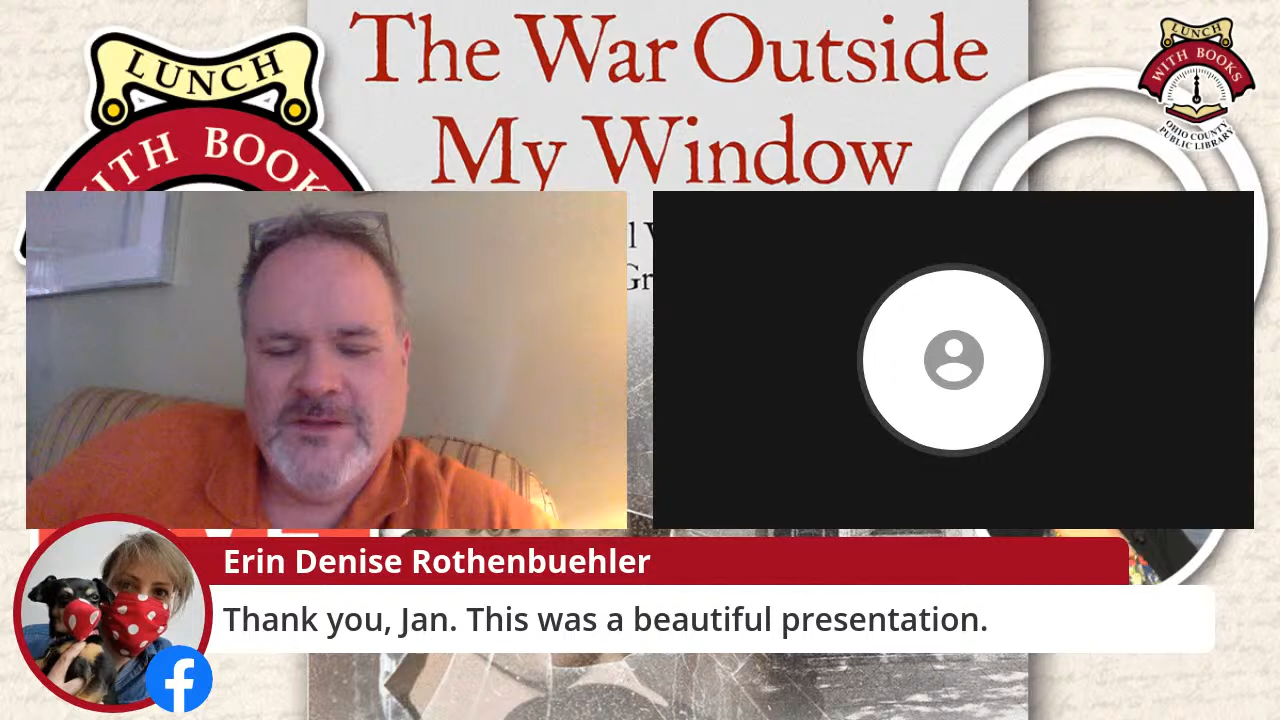 LUNCH
WITH BOOKS
The War Outside
My Window
LUNCH
WITH BOOKS
OHIO COUNTY
PUBLIC LIBRARY
Erin Denise Rothenbuehler
Thank you, Jan. This was a beautiful presentation.